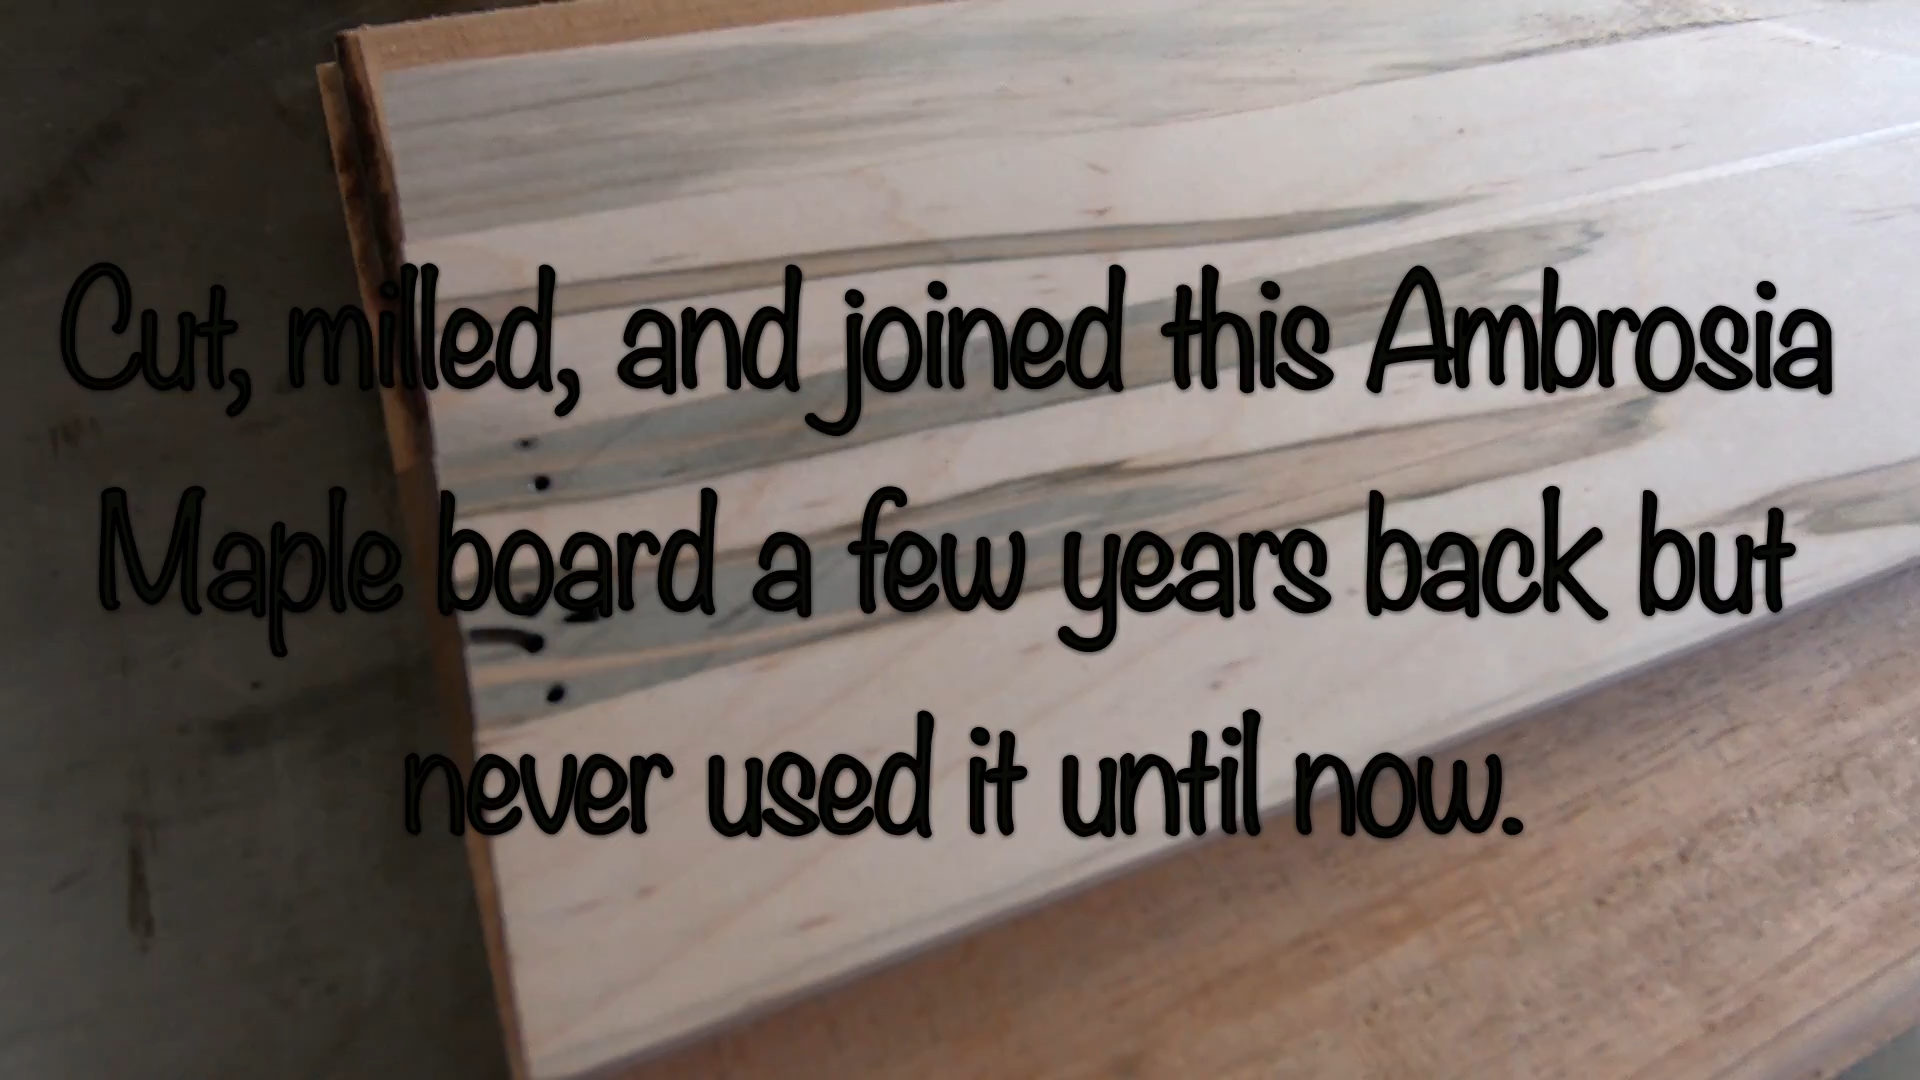 Cut, milled, and joined this Ambrosia
Maple board a few years back but
never used it until now.